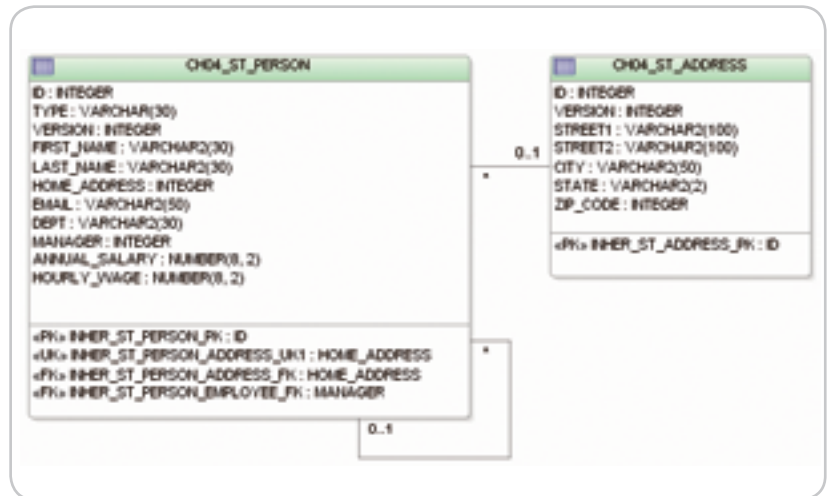 CH04_ST_PERSON
ID : INTEGER
TYPE : VARCHAR(30)
VERSION : INTEGER
FIRST_NAME : VARCHAR2(30)
LAST_NAME : VARCHAR2(30)
HOME_ADDRESS : INTEGER
EMAIL : VARCHAR2(50)
DEPT : VARCHAR2(30)
MANAGER : INTEGER
ANNUAL_SALARY : NUMBER(8, 2)
HOURLY_WAGE : NUMBER(8, 2)
«PK» INHER_ST_PERSON_PK : ID
«UK» INHER_ST_PERSON_ADDRESS_UK1 : HOME_ADDRESS
«FK» INHER_ST_PERSON_ADDRESS_FK : HOME_ADDRESS
«FK» INHER_ST_PERSON_EMPLOYEE_FK : MANAGER
*
0..1
*
0..1
CH04_ST_ADDRESS
ID : INTEGER
VERSION : INTEGER
STREET1 : VARCHAR2(100)
STREET2 : VARCHAR2(100)
CITY : VARCHAR2(50)
STATE : VARCHAR2(2)
ZIP_CODE : INTEGER
«PK» INHER_ST_ADDRESS_PK : ID